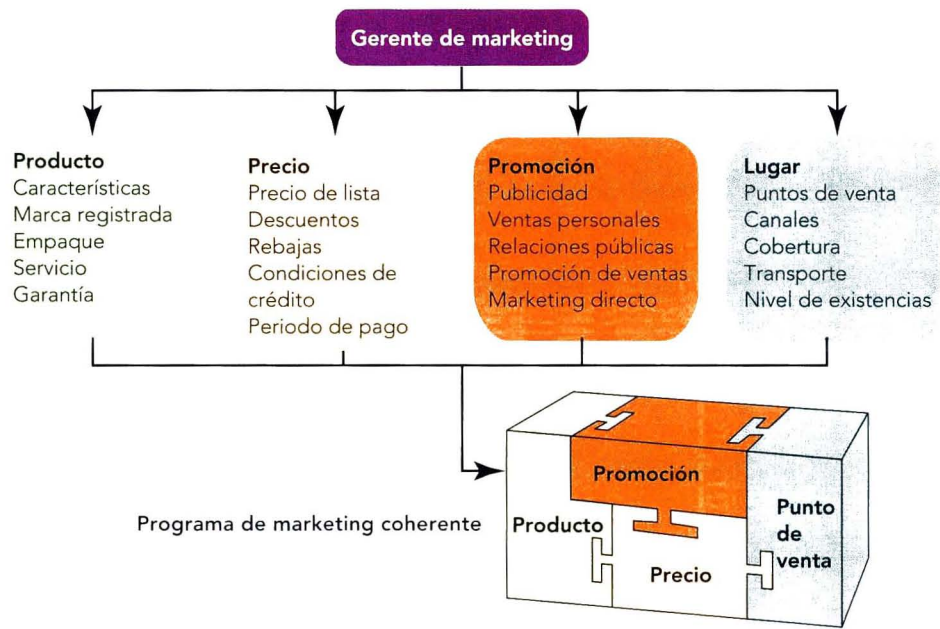 Gerente de marketing
Producto
Características
Marca registrada
Empaque
Servicio
Garantía
Precio
Precio de lista
Descuentos
Rebajas
Condiciones de
crédito
Periodo de pago
Promoción
Publicidad
Ventas personales
Relaciones públicas
Promoción de ventas
Marketing directo
Lugar
Puntos de venta
Canales
Cobertura
Transporte
Nivel de existencias
Programa de marketing coherente
Promoción
Producto
Precio
Punto
de
venta